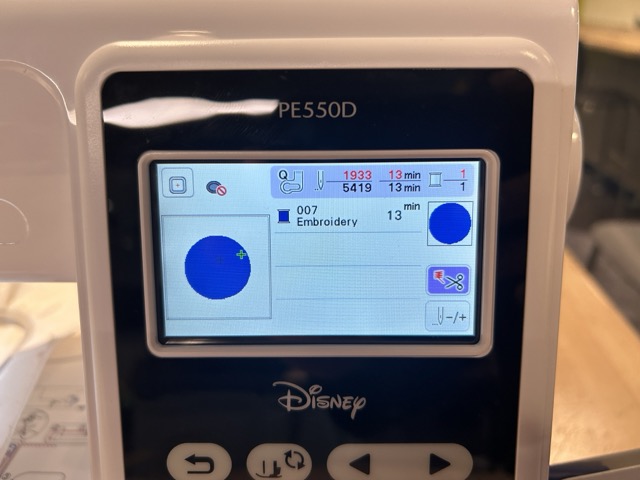 PE550D
Q 1933 13 min 1
5419 13 min 1
007 13 min
Embroidery
-/+
Disney